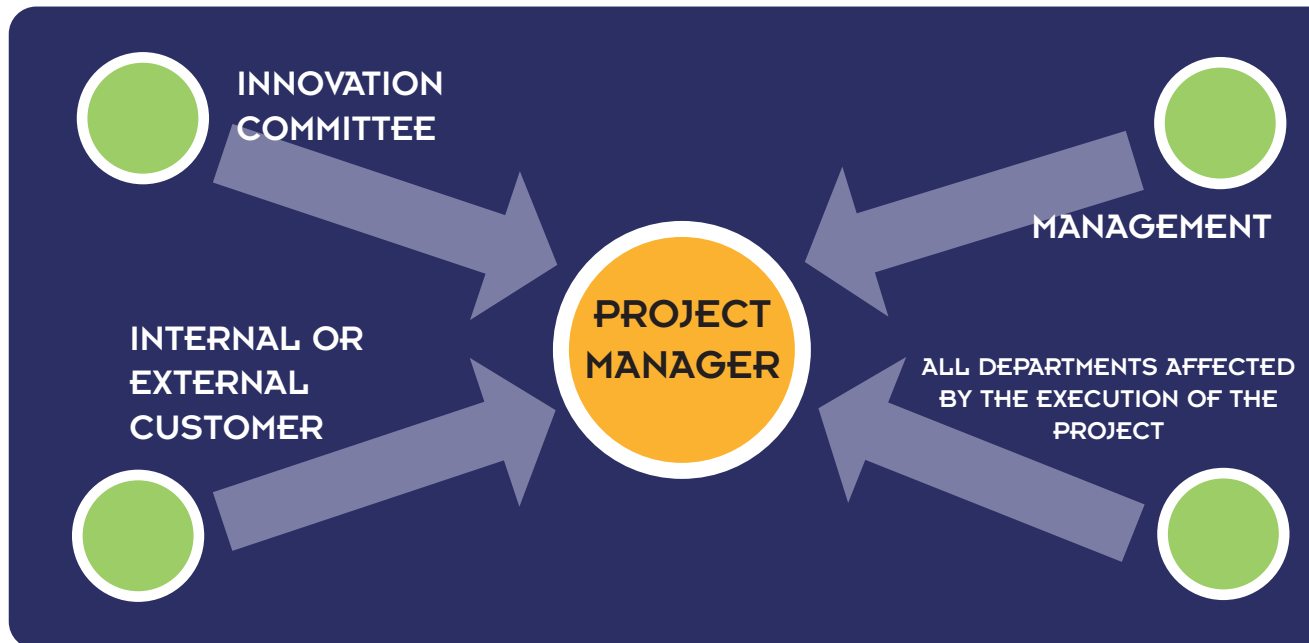 INNOVATION
COMMITTEE
MANAGEMENT
PROJECT
MANAGER
INTERNAL OR
EXTERNAL
CUSTOMER
ALL DEPARTMENTS AFFECTED
BY THE EXECUTION OF THE
PROJECT